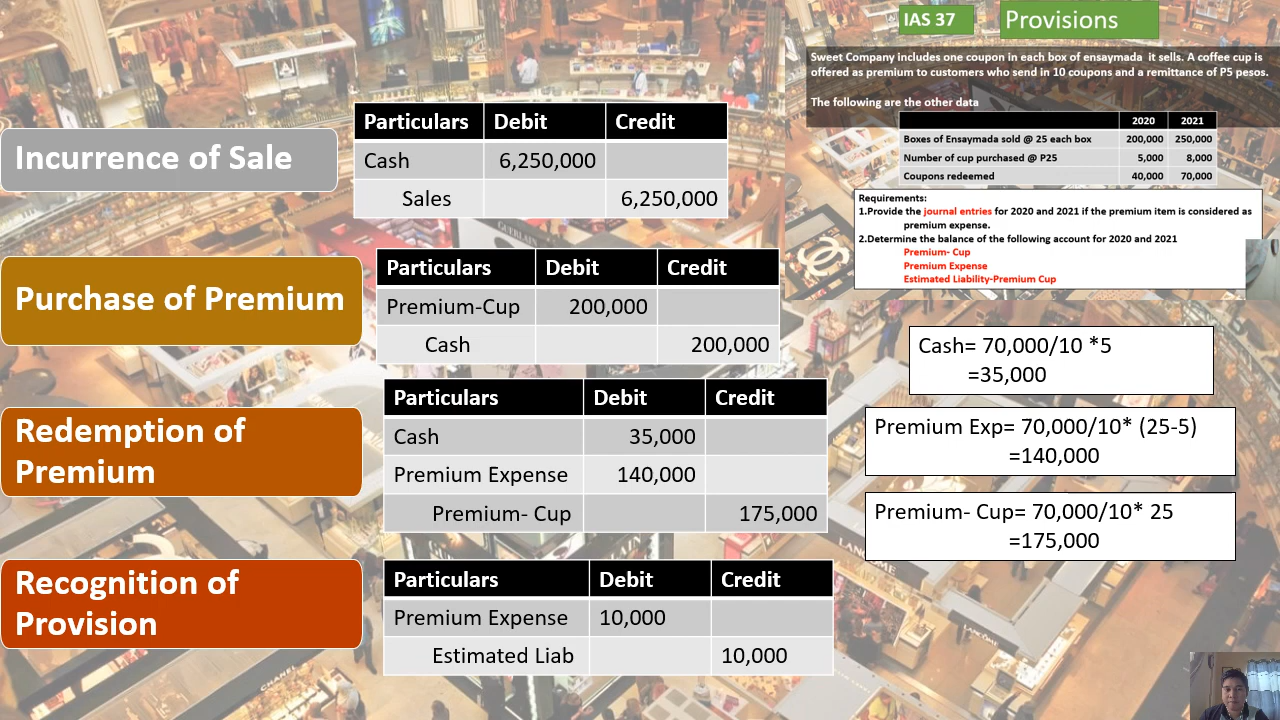 IAS 37
Provisions
Sweet Company includes one coupon in each box of ensaymada it sells. A coffee cup is
offered as premium to customers who send in 10 coupons and a remittance of P5 pesos.
The following are the other data
2020 2021
Boxes of Ensaymada sold @ 25 each box 200,000 250,000
Number of cup purchased @ P25 5,000 8,000
Coupons redeemed 40,000 70,000
Requirements:
1.Provide the journal entries for 2020 and 2021 if the premium item is considered as
premium expense.
2.Determine the balance of the following account for 2020 and 2021
Premium- Cup
Premium Expense
Estimated Liability-Premium Cup
Incurrence of Sale
Particulars Debit Credit
Cash 6,250,000
Sales 6,250,000
Purchase of Premium
Particulars Debit Credit
Premium-Cup 200,000
Cash 200,000
Redemption of
Premium
Particulars Debit Credit
Cash 35,000
Premium Expense 140,000
Premium- Cup 175,000
Cash= 70,000/10 *5
=35,000
Premium Exp= 70,000/10* (25-5)
=140,000
Premium- Cup= 70,000/10* 25
=175,000
Recognition of
Provision
Particulars Debit Credit
Premium Expense 10,000
Estimated Liab 10,000
GUERLAIN
LANCOME
CHANEL